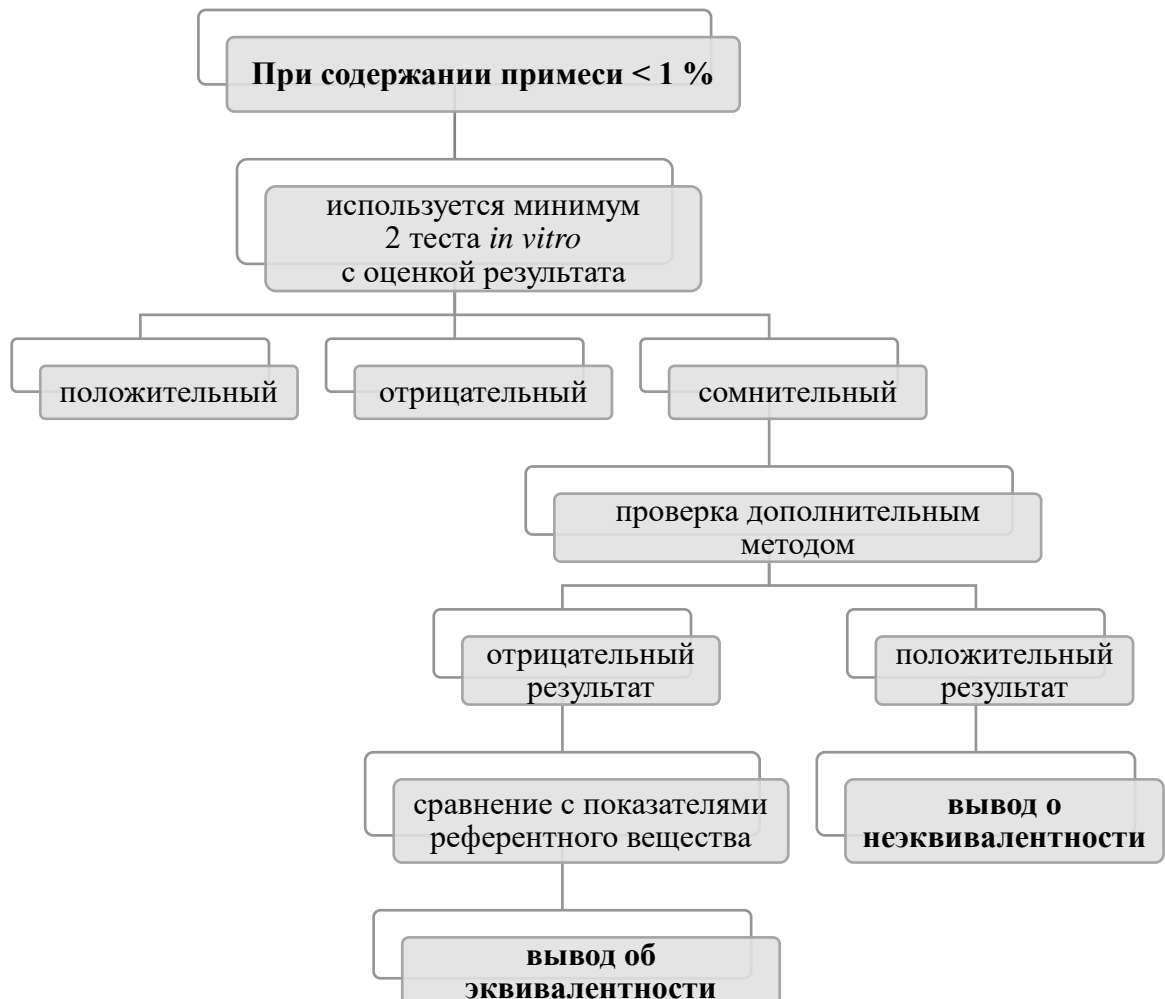 При содержании примеси < 1 %
используется минимум
2 теста in vitro
с оценкой результата
положительный
отрицательный
сомнительный
проверка дополнительным
методом
отрицательный
результат
положительный
результат
сравнение с показателями
референтного вещества
вывод о
неэквивалентности
вывод об
эквивалентности